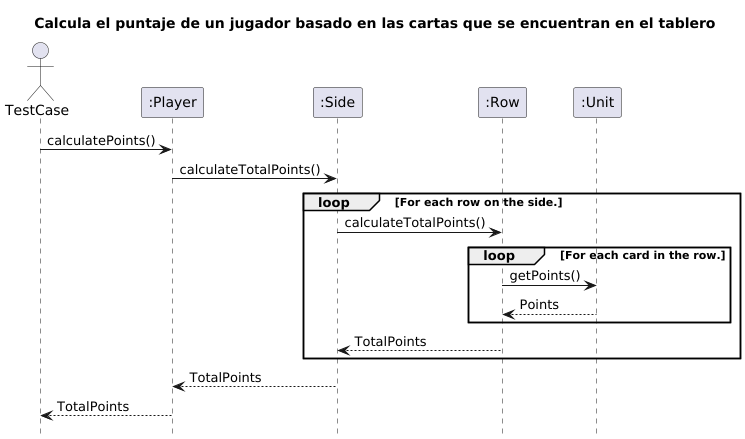 Calcula el puntaje de un jugador basado en las cartas que se encuentran en el tablero
TestCase
:Player
:Side
:Row
:Unit
calculatePoints()
calculateTotalPoints()
loop [For each row on the side.]
calculateTotalPoints()
loop [For each card in the row.]
getPoints()
Points
TotalPoints
TotalPoints
TotalPoints